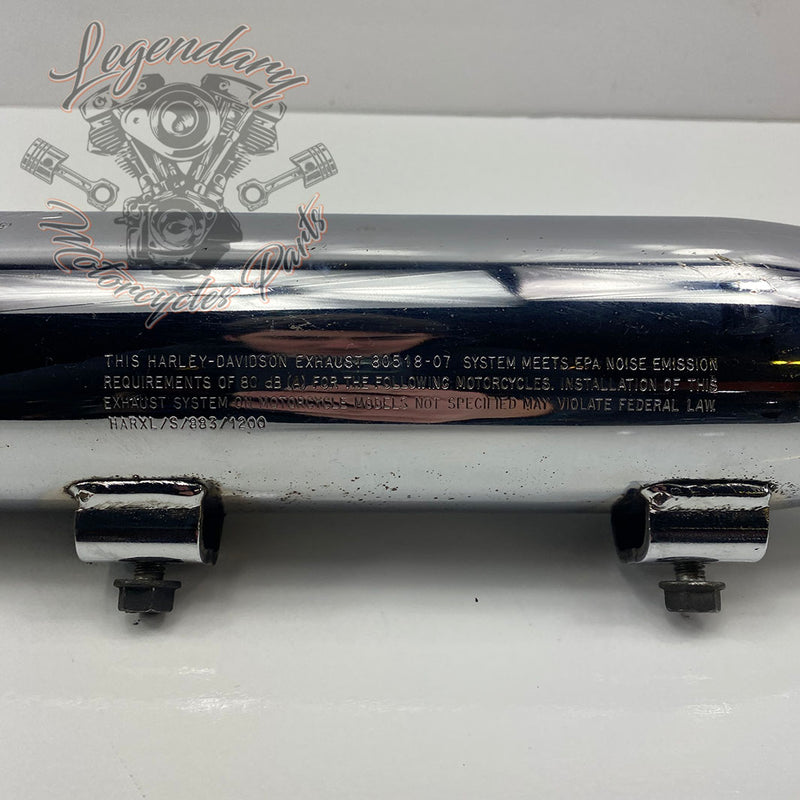 Legendary
Motorcycles Parts
THIS HARLEY-DAVIDSON EXHAUST 80518-07 SYSTEM MEETS EPA NOISE EMISSION
REQUIREMENTS OF 80 dB (A) FOR THE FOLLOWING MOTORCYCLES. INSTALLATION OF THIS
EXHAUST SYSTEM ON MOTORCYCLE MODELS NOT SPECIFIED MAY VIOLATE FEDERAL LAW.
HARXL/S/883/1200